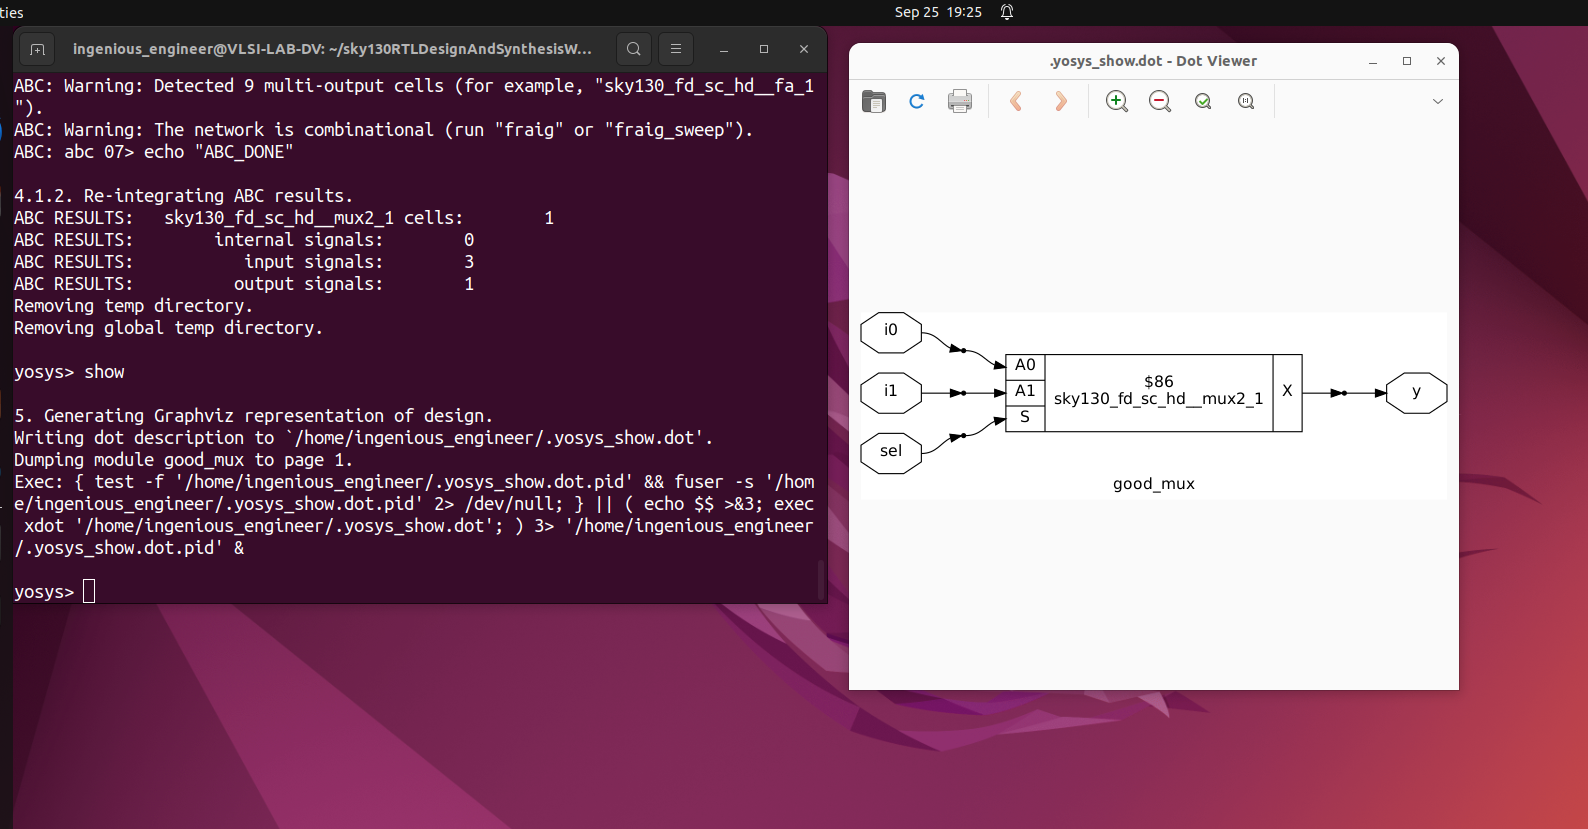 ties
Sep 25 19:25
ingenious_engineer@VLSI-LAB-DV: ~/sky130RTLDesignAndSynthesisW...
ABC: Warning: Detected 9 multi-output cells (for example, "sky130_fd_sc_hd__fa_1
").
ABC: Warning: The network is combinational (run "fraig" or "fraig_sweep").
ABC: abc 07> echo "ABC_DONE"
4.1.2. Re-integrating ABC results.
ABC RESULTS:   sky130_fd_sc_hd__mux2_1 cells:        1
ABC RESULTS:        internal signals:        0
ABC RESULTS:           input signals:        3
ABC RESULTS:          output signals:        1
Removing temp directory.
Removing global temp directory.
yosys> show
5. Generating Graphviz representation of design.
Writing dot description to `/home/ingenious_engineer/.yosys_show.dot'.
Dumping module good_mux to page 1.
Exec: { test -f '/home/ingenious_engineer/.yosys_show.dot.pid' && fuser -s '/hom
e/ingenious_engineer/.yosys_show.dot.pid' 2> /dev/null; } || ( echo $$ >&3; exec
 xdot '/home/ingenious_engineer/.yosys_show.dot'; ) 3> '/home/ingenious_engineer
/.yosys_show.dot.pid' &
yosys>
.yosys_show.dot - Dot Viewer
i0
i1
sel
A0
A1
S
$86
sky130_fd_sc_hd__mux2_1
X
y
good_mux